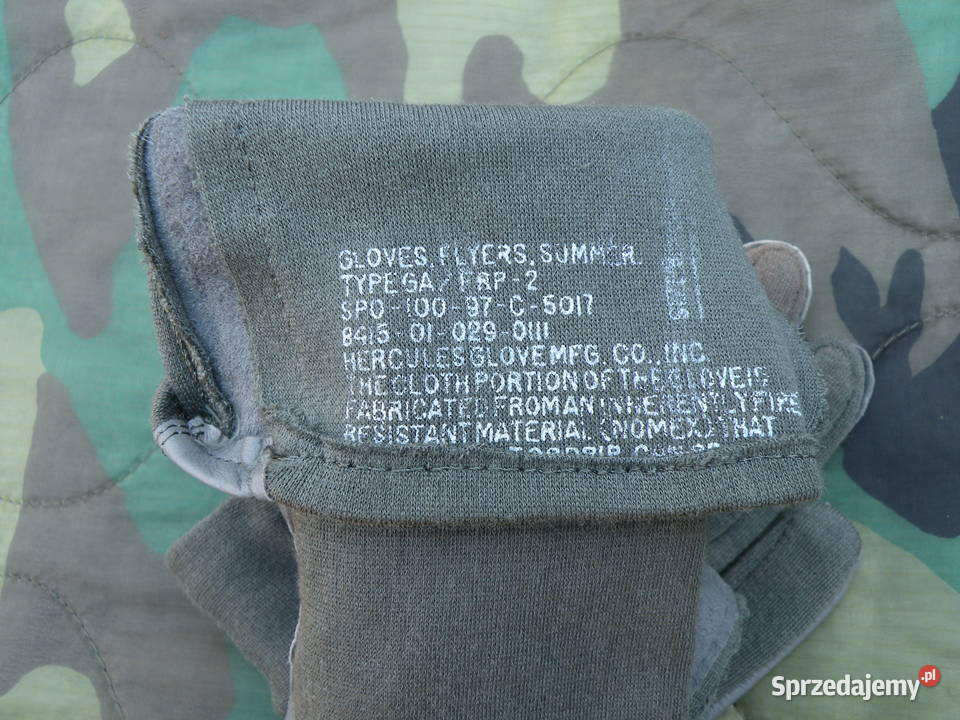 GLOVES, FLYERS, SUMMER
TYPE GA/FRP-2
SPO-100-97-C-5017
8415-01-029-0111
HERCULES GLOVE MFG. CO., INC.
THE CLOTH PORTION OF THE GLOVE IS
FABRICATED FROM AN INHERENTLY FIRE
RESISTANT MATERIAL (NOMEX) THAT
Sprzedajemy.pl